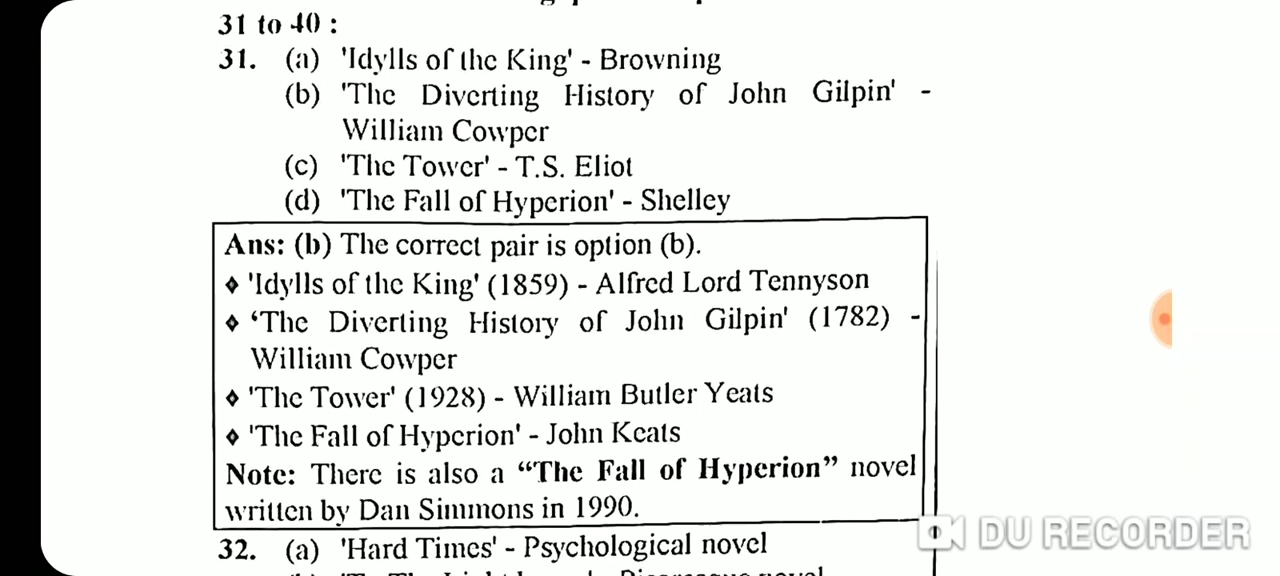 31 to 40 :
31. (a) 'Idylls of the King' - Browning
(b) 'The Diverting History of John Gilpin' -
William Cowper
(c) 'The Tower' - T.S. Eliot
(d) 'The Fall of Hyperion' - Shelley
Ans: (b) The correct pair is option (b).
♦ 'Idylls of the King' (1859) - Alfred Lord Tennyson
♦ ‘The Diverting History of John Gilpin' (1782) -
William Cowper
♦ 'The Tower' (1928) - William Butler Yeats
♦ 'The Fall of Hyperion' - John Keats
Note: There is also a “The Fall of Hyperion” novel
written by Dan Simmons in 1990.
32. (a) 'Hard Times' - Psychological novel
DU RECORDER